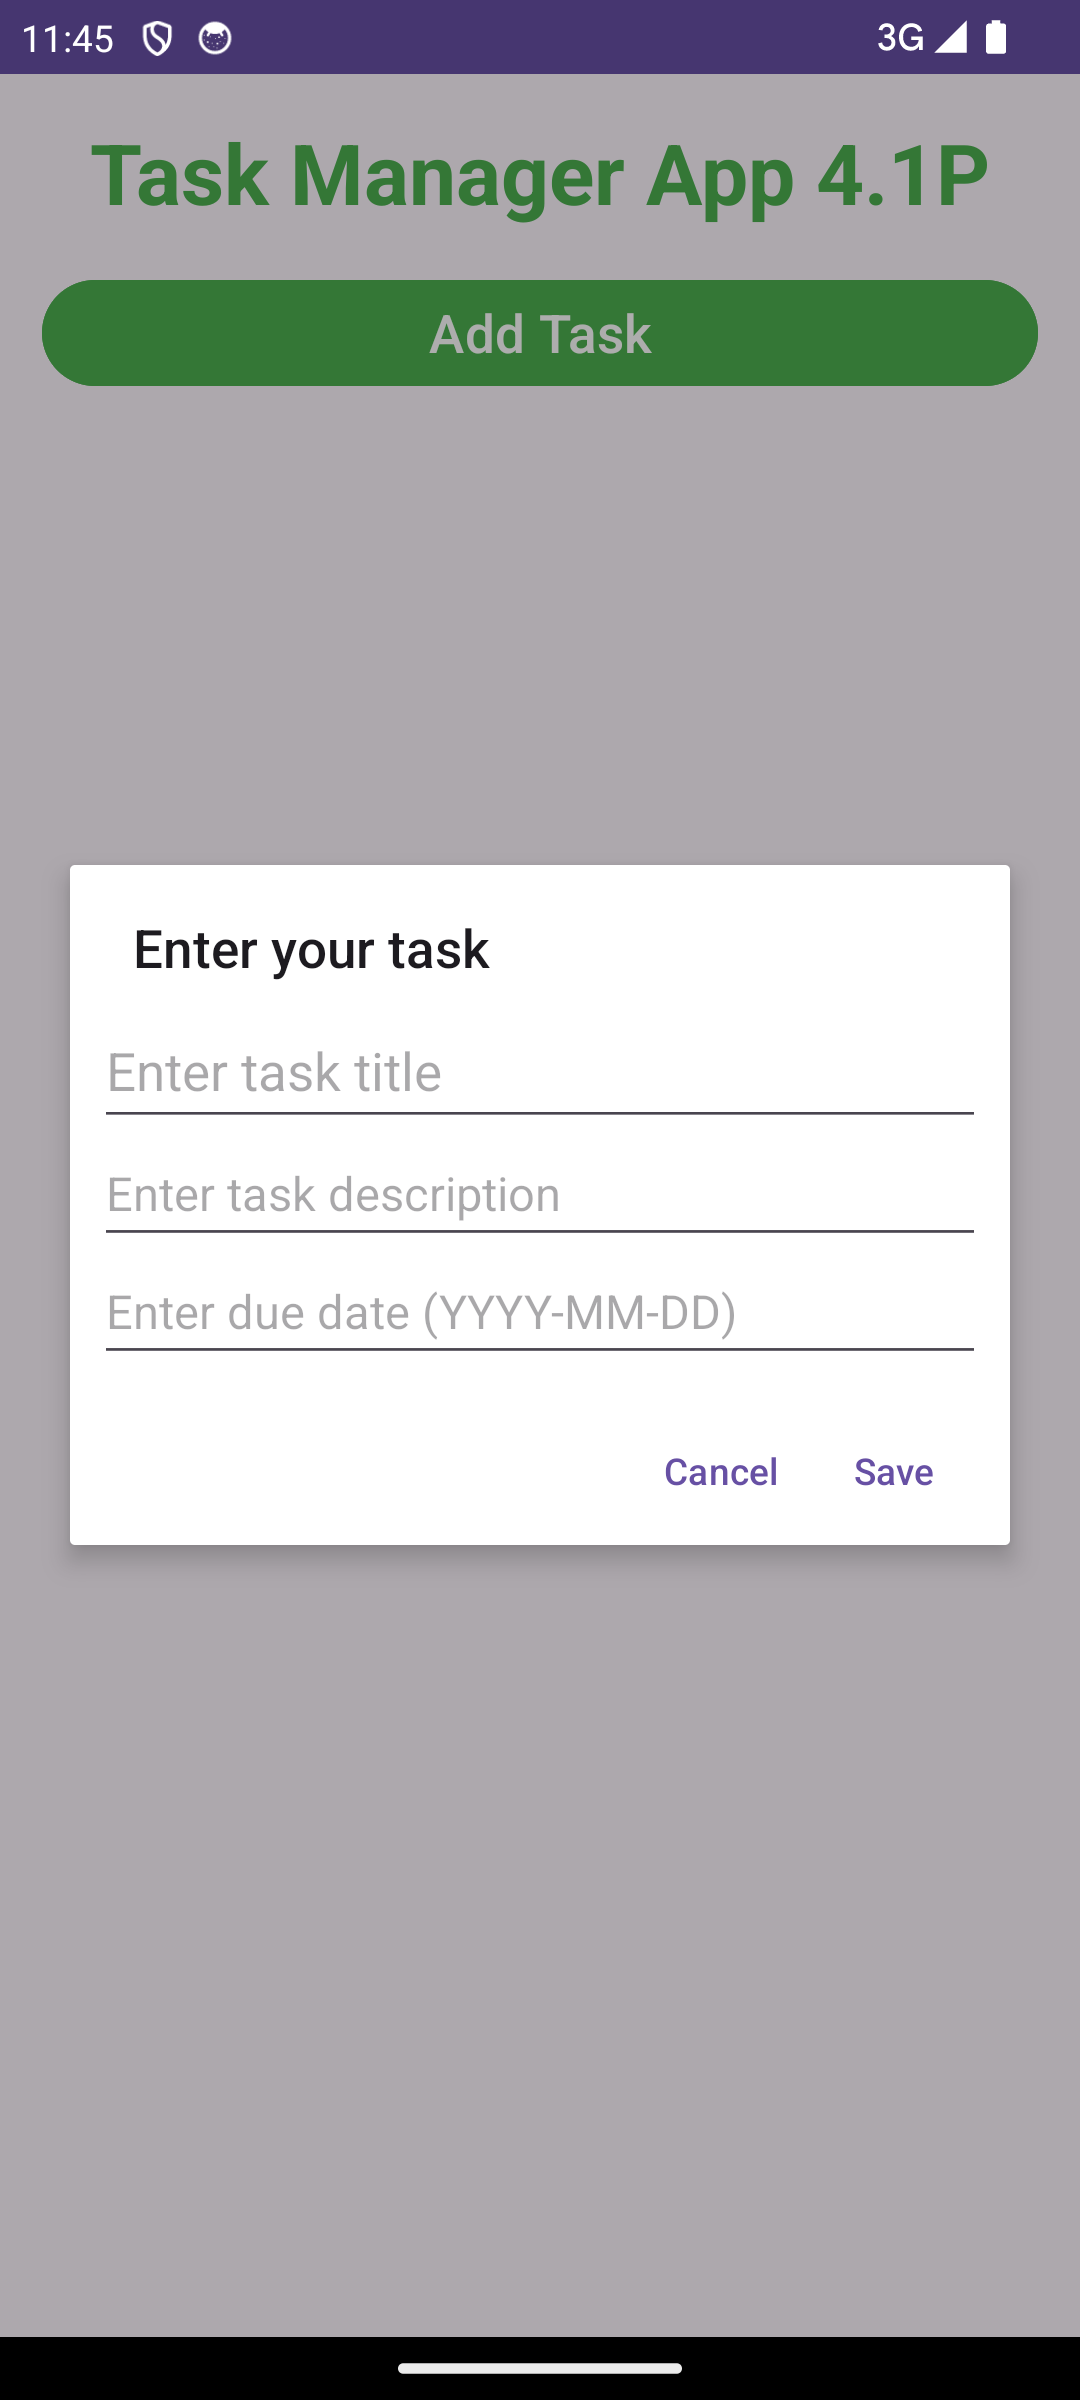 11:45
3G
Task Manager App 4.1P
Add Task
Enter your task
Enter task title
Enter task description
Enter due date (YYYY-MM-DD)
Cancel Save